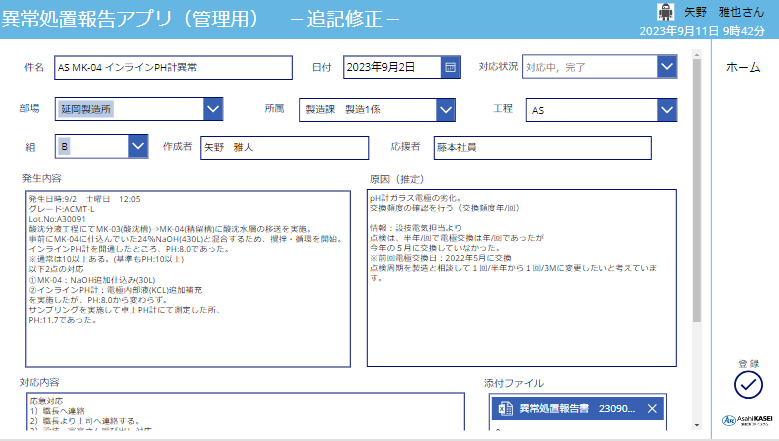 異常処置報告アプリ（管理用）　－追記修正－
矢野　雅也さん
2023年9月11日 9時42分
件名
AS MK-04 インラインPH計異常
日付
2023年9月2日
対応状況
対応中，完了
ホーム
部場
延岡製造所
所属
製造課　製造1係
工程
AS
組
B
作成者
矢野　雅人
応援者
藤本社員
発生内容
発生日時:9/2　土曜日　12:05
グレード:ACMT-L
Lot.No:A30091
酸沈分液工程にてMK-03(酸沈槽)→MK-04(積留槽)に酸沈水層の移送を実施。
事前にMK-04に仕込んでいた24%NaOH(430L)と混合するため、攪拌・循環を開始。
インラインPH計を開通したところ、PH:8.0であった。
※通常は10以上ある。(基準もPH:10以上)
以下2点の対応
①MK-04：NaOH追加仕込み(30L)
②インラインPH計：電極内部液(KCL)追加補充
を実施したが、PH:8.0から変わらず。
サンプリングを実施して卓上PH計にて測定した所、
PH:11.7であった。
原因（推定）
pH計ガラス電極の劣化。
交換頻度の確認を行う（交換頻度年/回）
情報：設技電気担当より
点検は、半年/回で電極交換は年/回であったが
今年の５月に交換していなかった。
※前回電極交換日：2022年5月に交換
点検周期を製造と相談して１回/半年から１回/3Mに変更したいと考えていま
す。
登録
対応内容
応急対応
1）職長へ連絡
2）職長より上司へ連絡する。
添付ファイル
異常処置報告書　23090...
AsahiKASEI